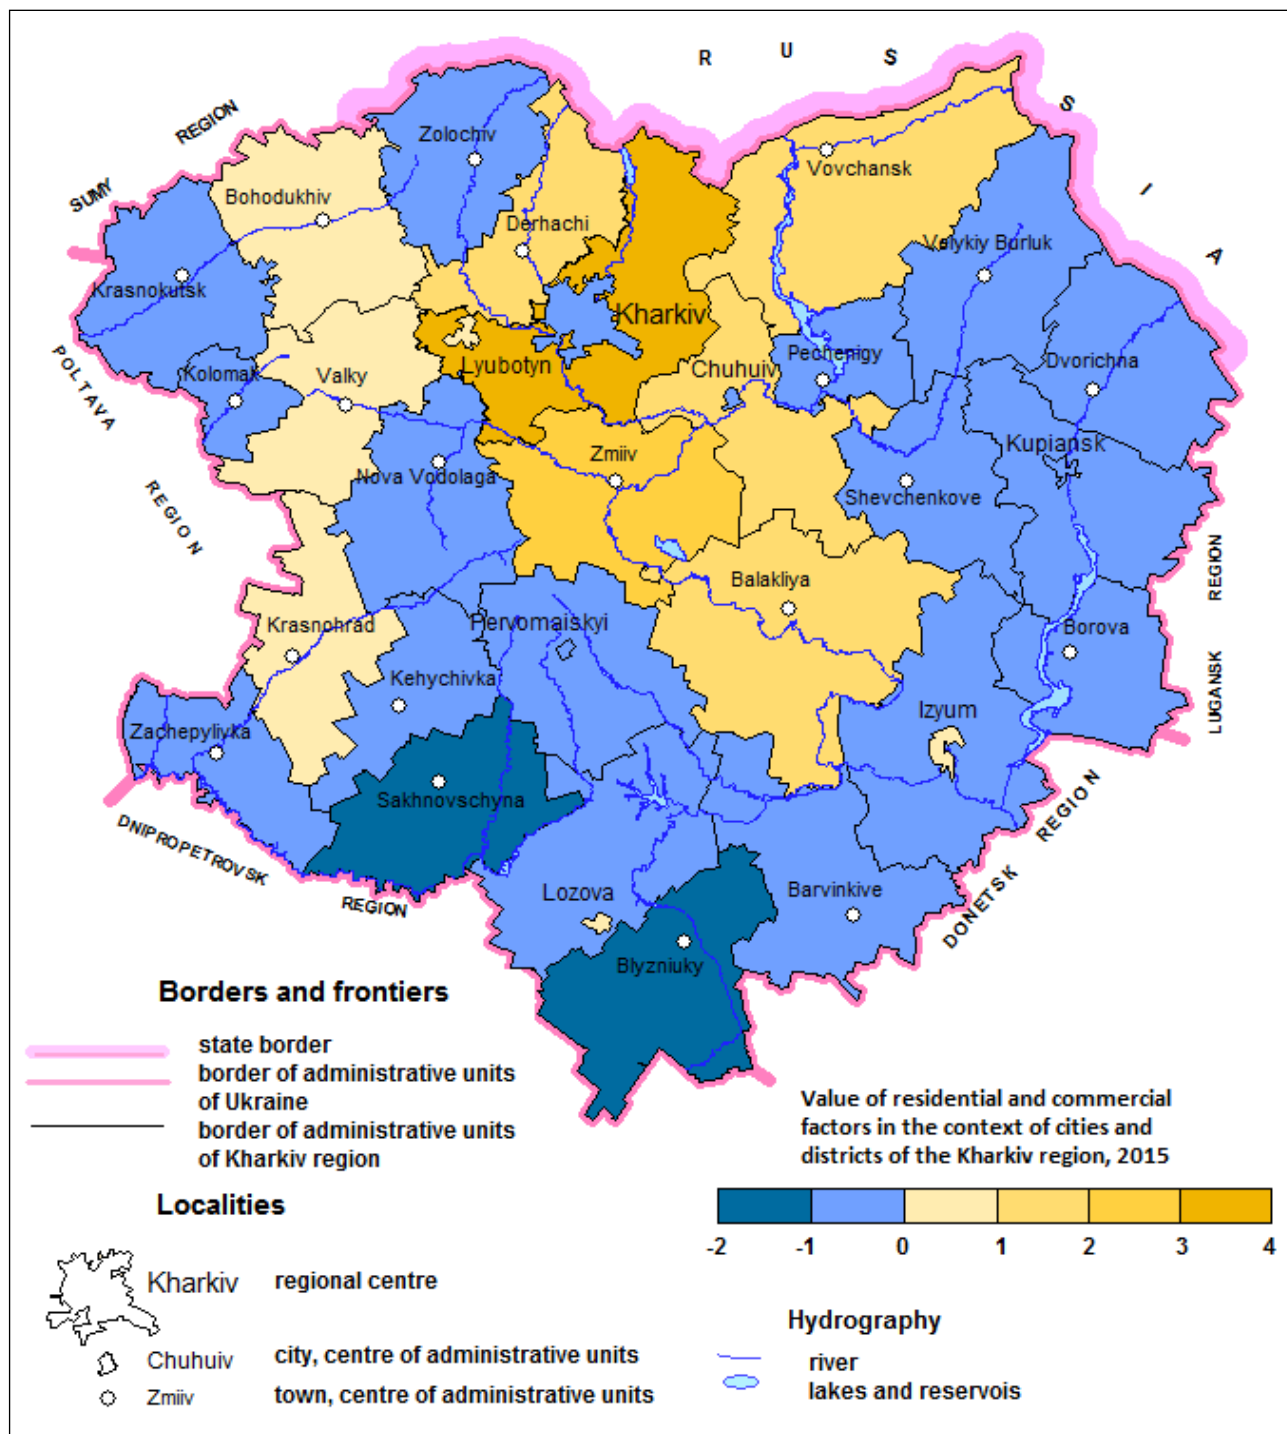 R U S S I A
REGION
SUMY
Zolochiv
Vovchansk
Bohodukhiv
Derhachi
Velykiy Burluk
Krasnokutsk
Kharkiv
Pechenigy
Dvorichna
POLTAVA
Kolomak
Valky
Lyubotyn
Chuhuiv
Kupiansk
Zmiiv
Nova Vodolaga
Shevchenkove
REGION
REGION
Balakliya
Krasnohrad
Pervomaiskyi
Borova
Kehychivka
Izyum
LUGANSK
Zachepylivka
Sakhnovschyna
REGION
DNIPROPETROVSK
REGION
Lozova
Barvinkive
DONETSK
Blyzniuky
Borders and frontiers
state border
border of administrative units
of Ukraine
border of administrative units
of Kharkiv region
Value of residential and commercial
factors in the context of cities and
districts of the Kharkiv region, 2015
-2 -1 0 1 2 3 4
Localities
Kharkiv regional centre
Chuhuiv city, centre of administrative units
Zmiiv town, centre of administrative units
Hydrography
river
lakes and reservois